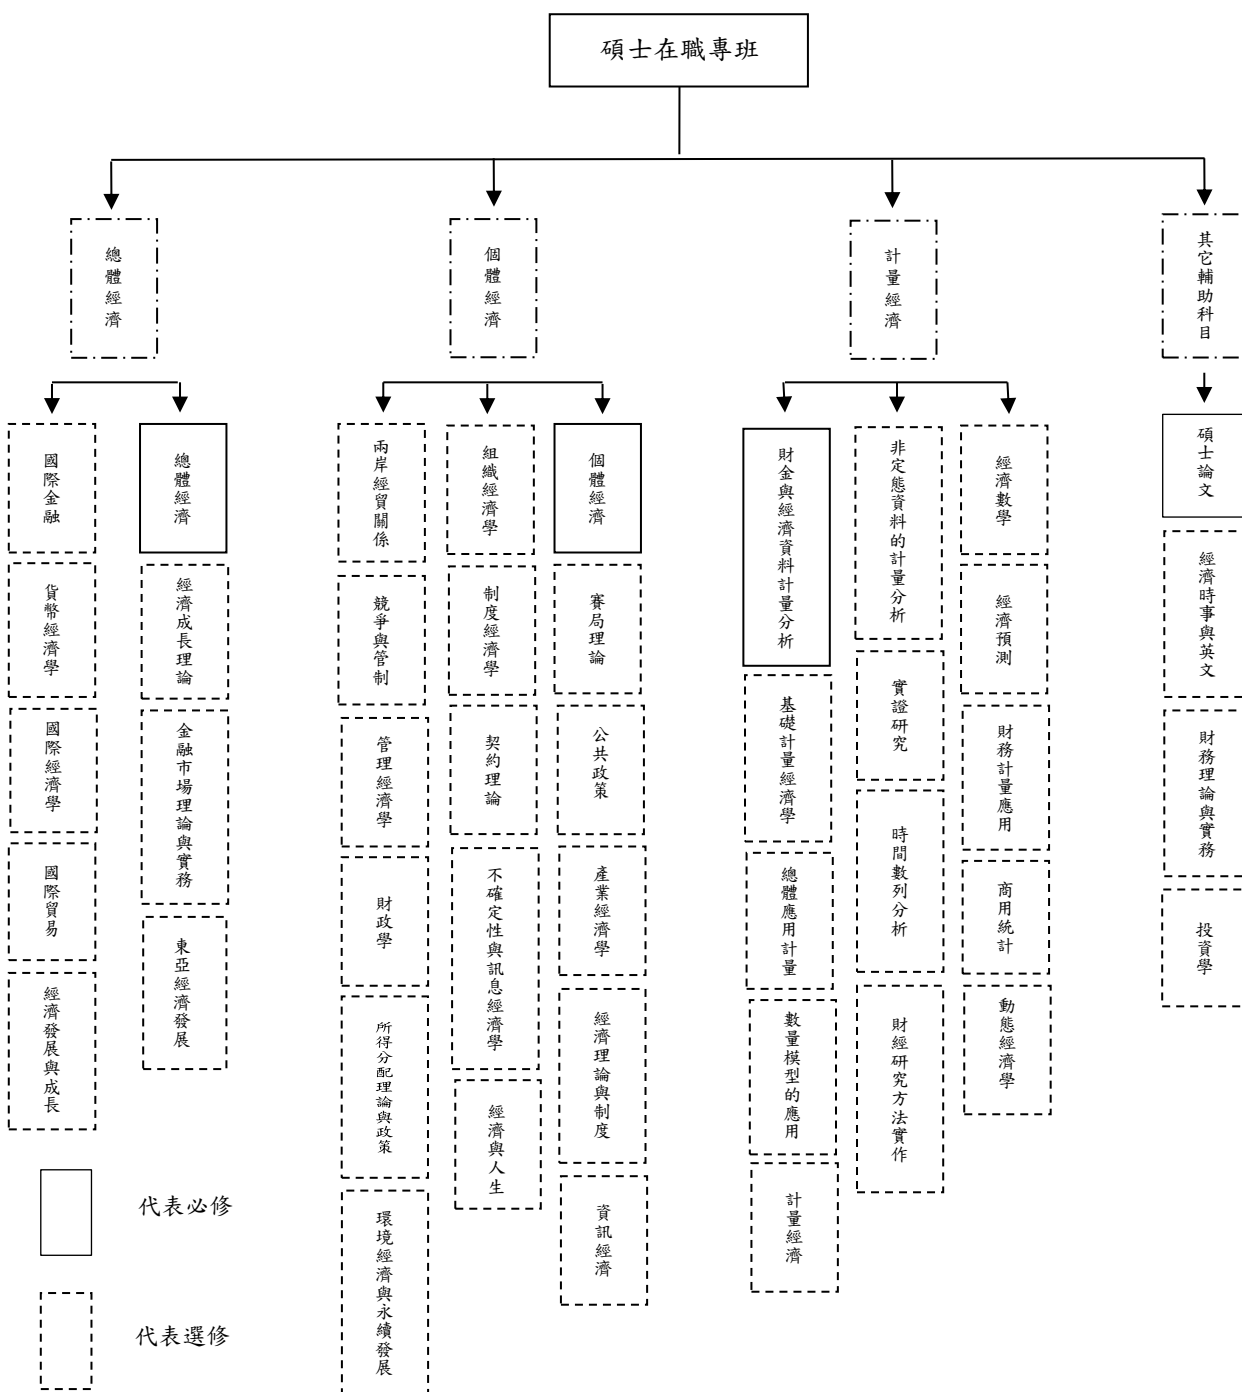 碩士在職專班
總體經濟
個體經濟
計量經濟
其它輔助科目
國際金融
貨幣經濟學
國際經濟學
國際貿易
經濟發展與成長
總體經濟
經濟成長理論
金融市場理論與實務
東亞經濟發展
兩岸經貿關係
競爭與管制
管理經濟學
財政學
所得分配理論與政策
環境經濟與永續發展
組織經濟學
制度經濟學
契約理論
不確定性與訊息經濟學
經濟與人生
個體經濟
賽局理論
公共政策
產業經濟學
經濟理論與制度
資訊經濟
財金與經濟資料計量分析
基礎計量經濟學
總體應用計量
數量模型的應用
計量經濟
非定態資料的計量分析
實證研究
時間數列分析
財經研究方法實作
經濟數學
經濟預測
財務計量應用
商用統計
動態經濟學
碩士論文
經濟時事與英文
財務理論與實務
投資學
代表必修
代表選修